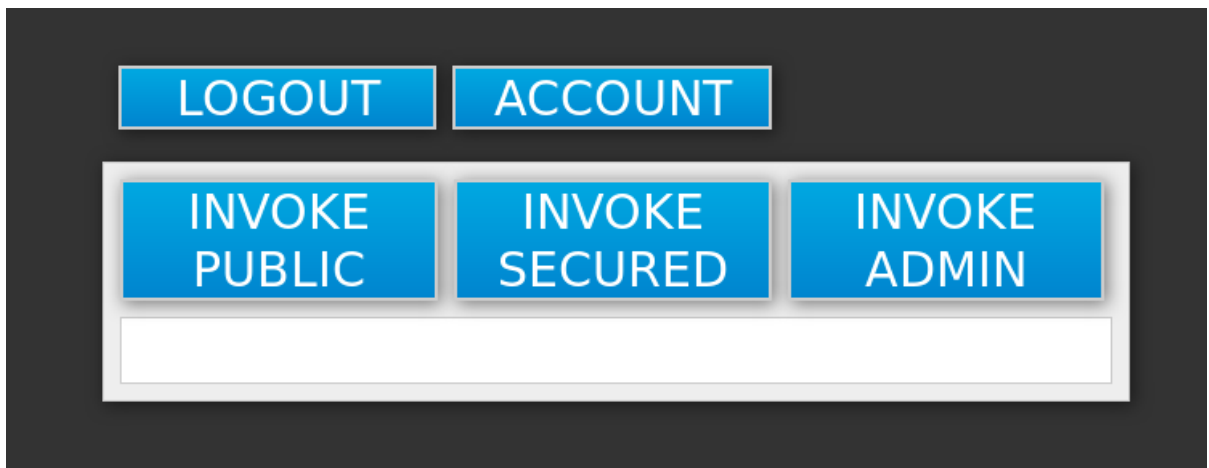 LOGOUT ACCOUNT
INVOKE INVOKE INVOKE
PUBLIC SECURED ADMIN